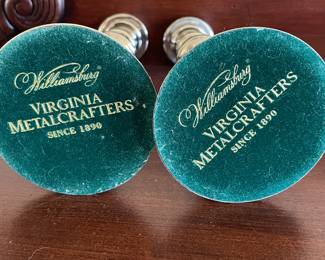 Williamsburg®
VIRGINIA
METALCRAFTERS
SINCE 1890
Williamsburg
VIRGINIA
METALCRAFTERS
SINCE 1890